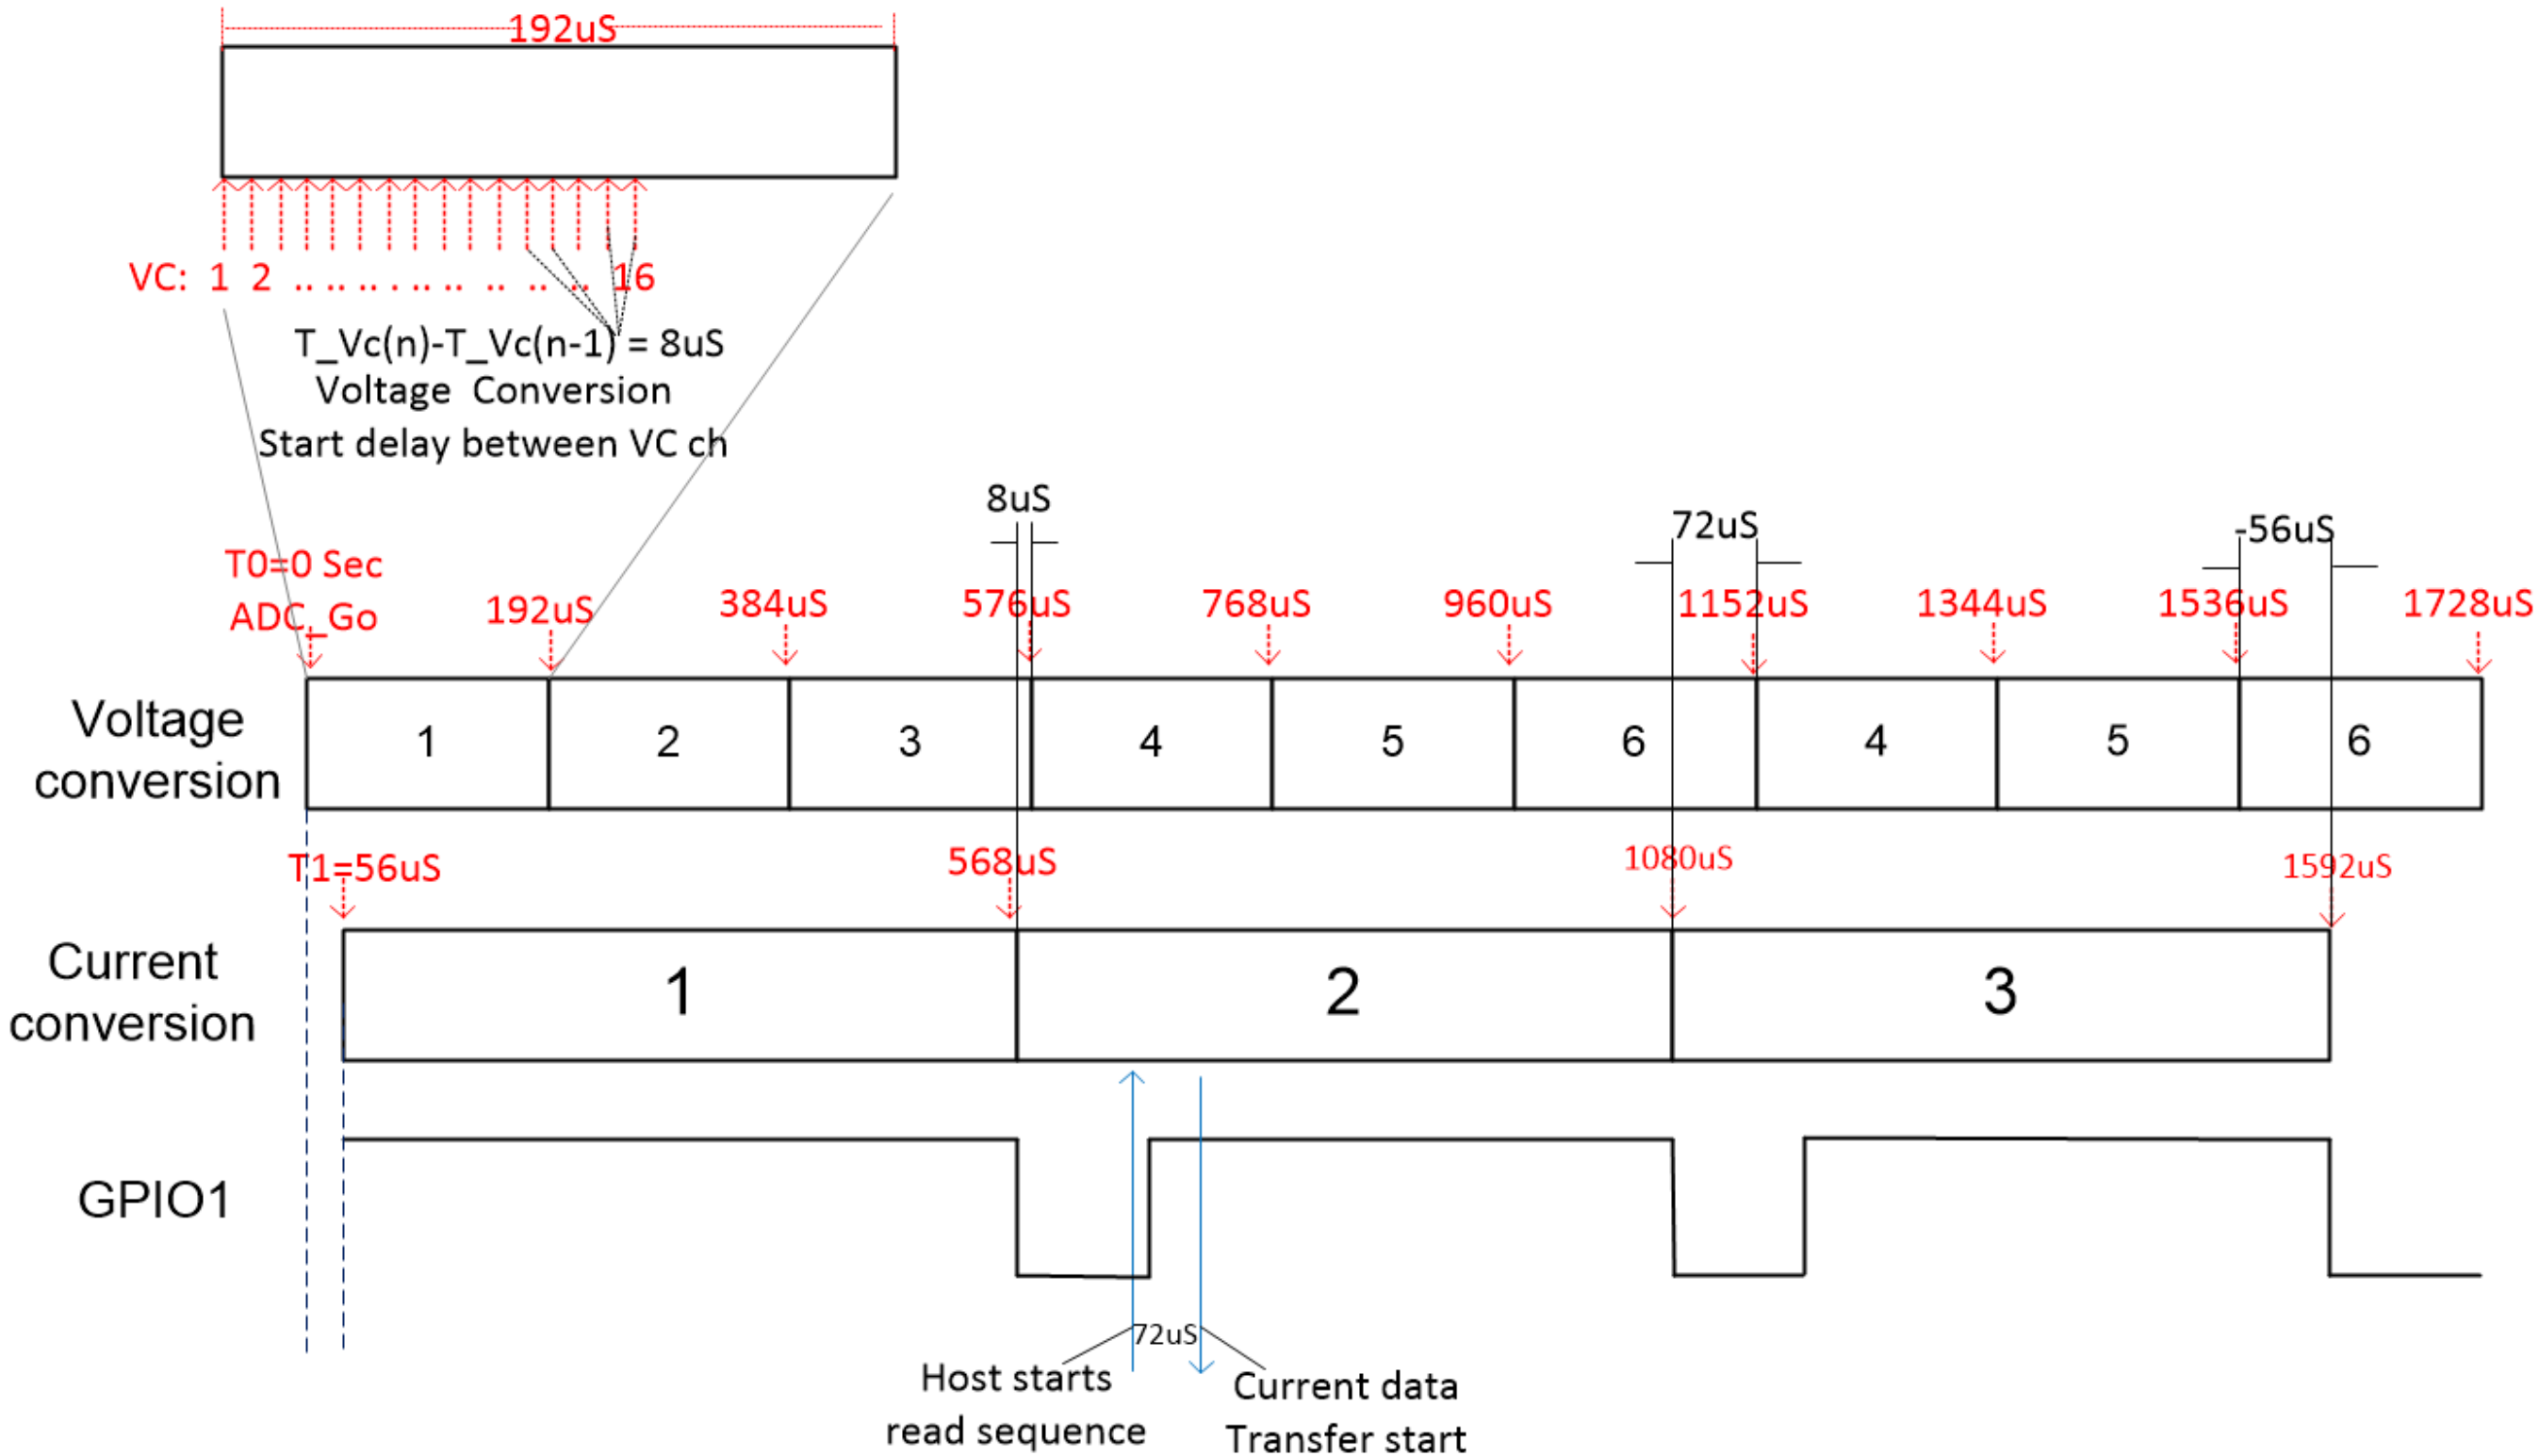 192uS
VC: 1 2 .. .. .. . .. .. .. .. .. 16
T_Vc(n)-T_Vc(n-1) = 8uS
Voltage Conversion
Start delay between VC ch
8uS
72uS
-56uS
T0=0 Sec
ADC_Go
192uS
384uS
576uS
768uS
960uS
1152uS
1344uS
1536uS
1728uS
Voltage
conversion
1
2
3
4
5
6
4
5
6
T1=56uS
568uS
1080uS
1592uS
Current
conversion
1
2
3
GPIO1
72uS
Host starts
read sequence
Current data
Transfer start